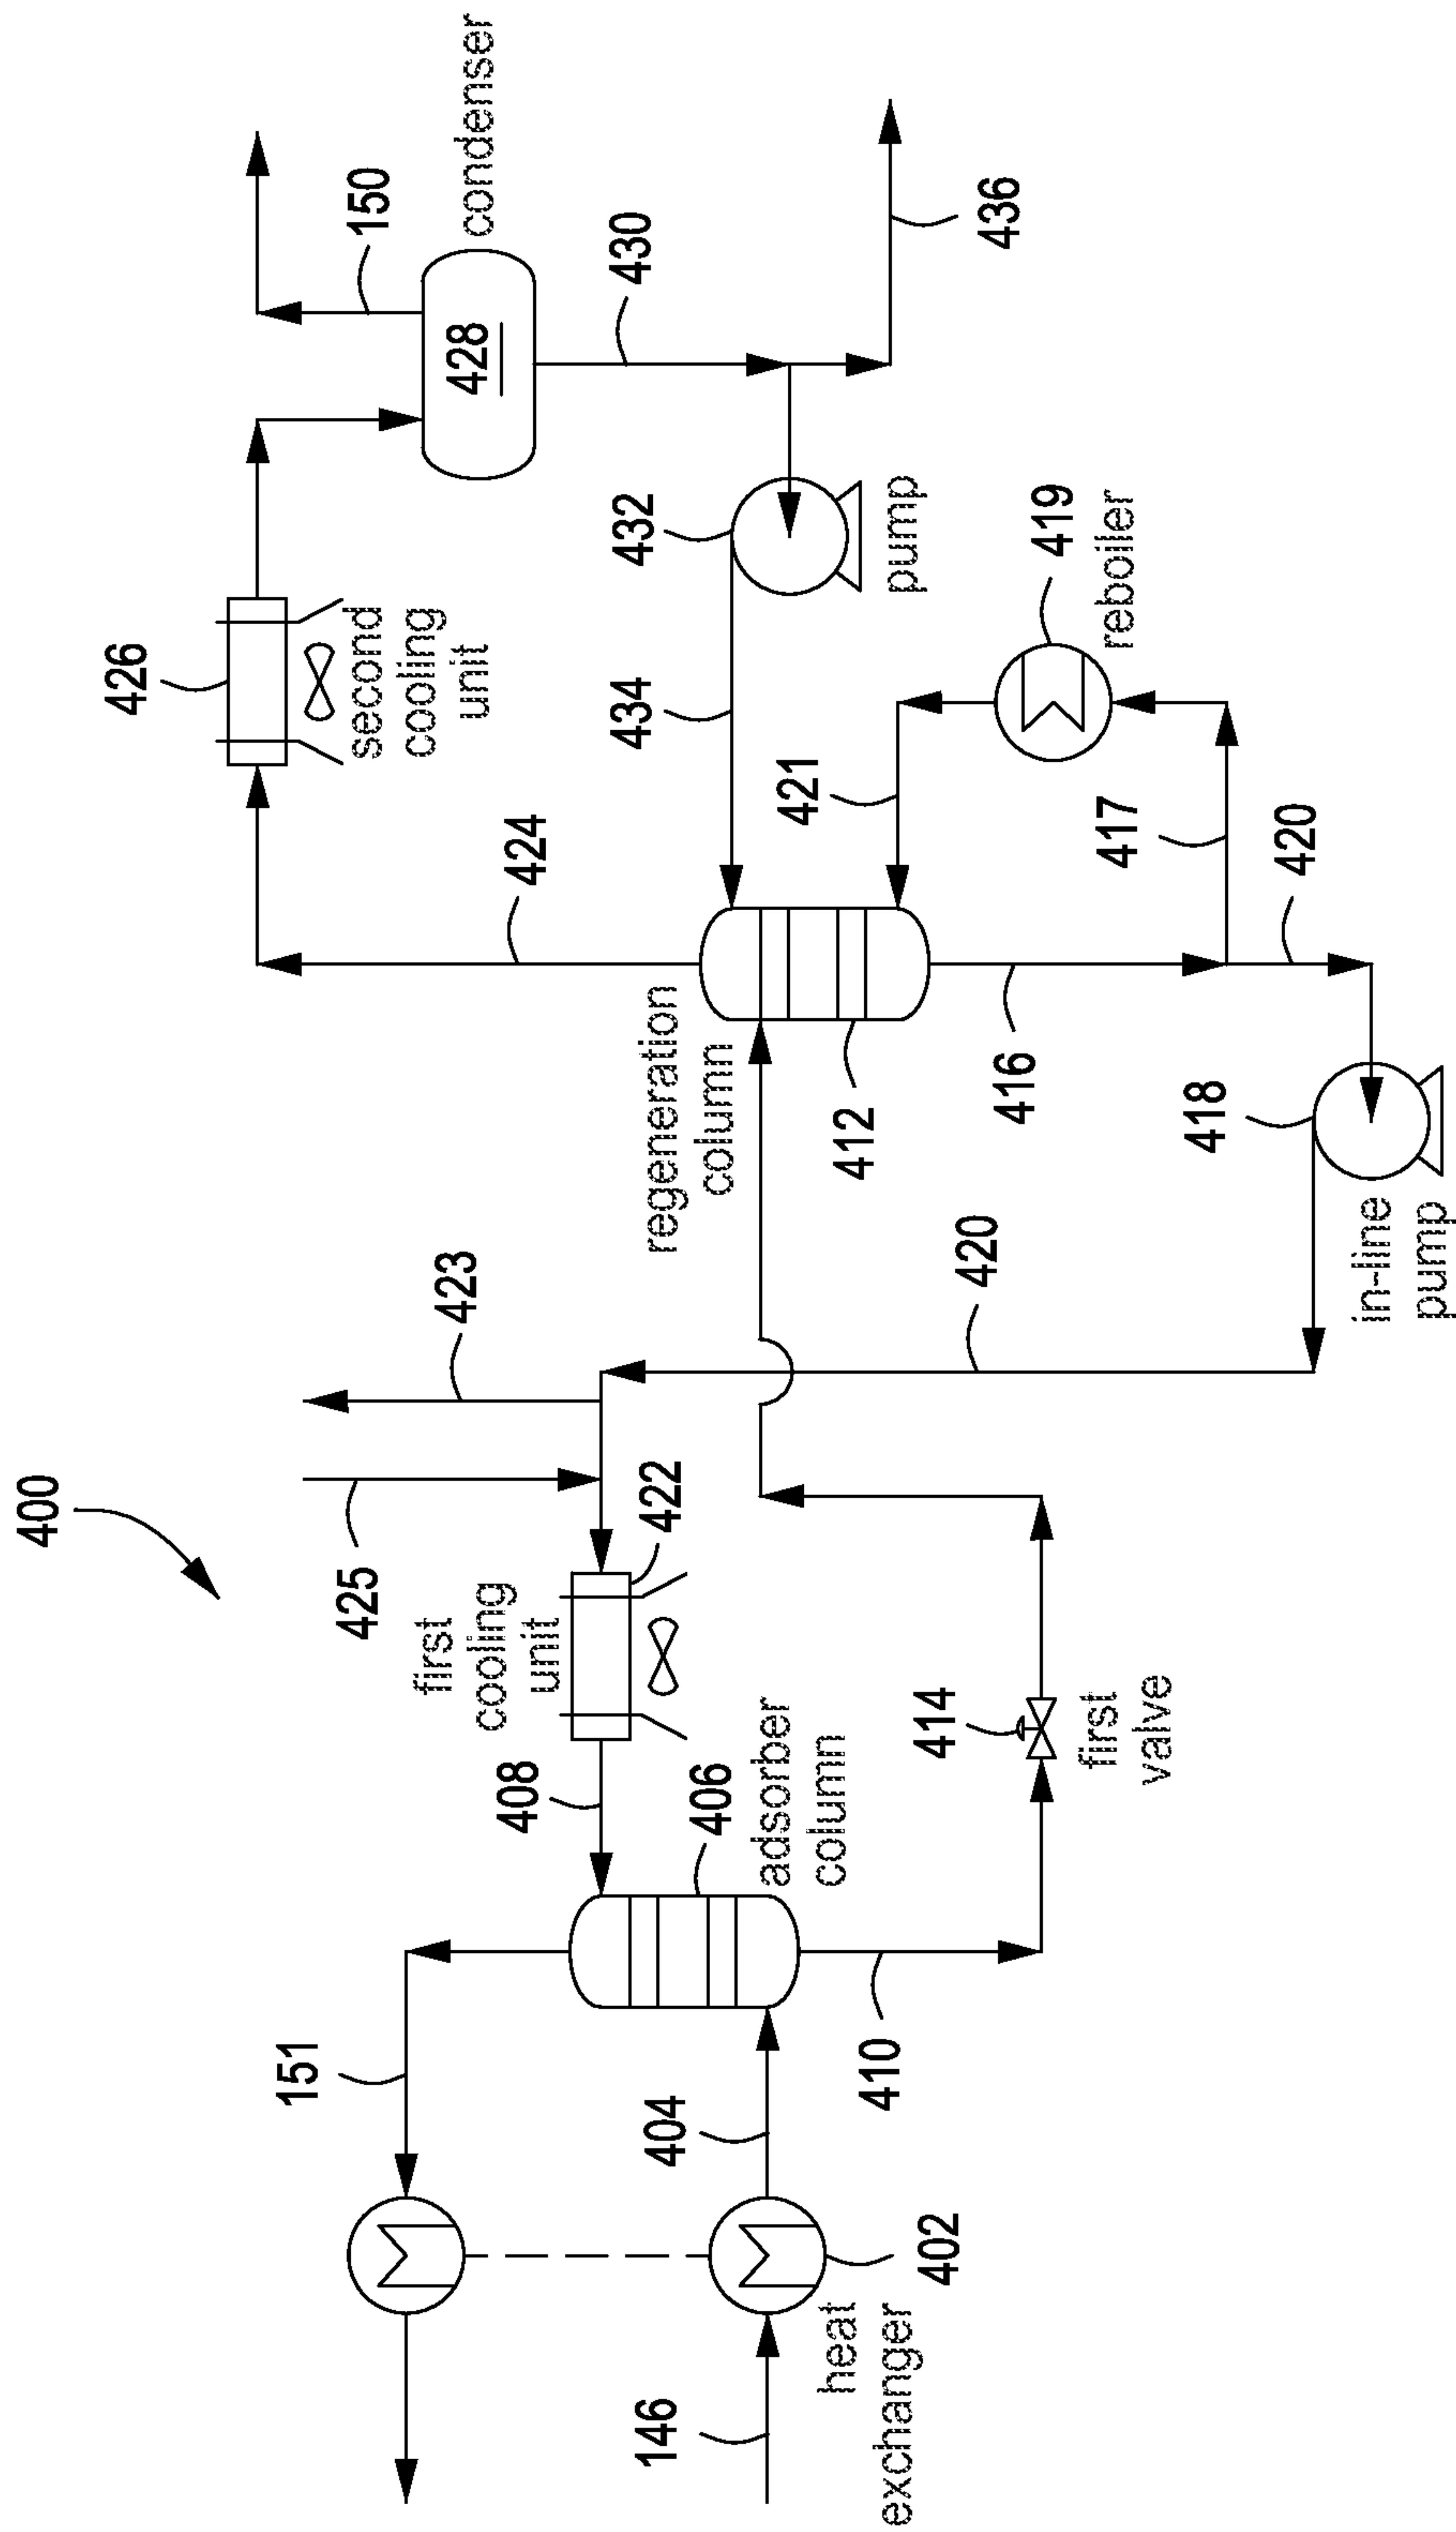 400
426
second
cooling
unit
150
428
condenser
424
430
432
pump
434
436
421
419
reboiler
417
420
regeneration
column
412
416
418
in-line
pump
420
423
425
first
cooling
unit
422
408
406
adsorber
column
414
first
valve
410
151
404
402
heat
exchanger
146